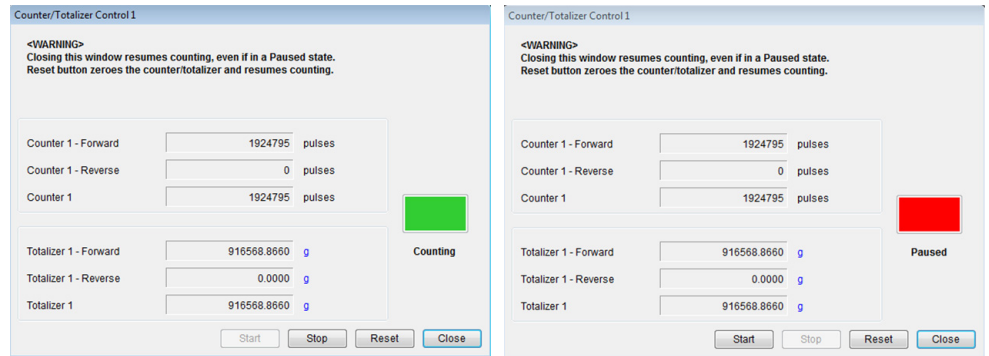 Counter/Totalizer Control 1
<WARNING>
Closing this window resumes counting, even if in a Paused state.
Reset button zeroes the counter/totalizer and resumes counting.
Counter 1 - Forward 1924795 pulses
Counter 1 - Reverse 0 pulses
Counter 1 1924795 pulses
Totalizer 1 - Forward 916568.8660 g
Counting
Totalizer 1 - Reverse 0.0000 g
Totalizer 1 916568.8660 g
Start Stop Reset Close
Counter/Totalizer Control 1
<WARNING>
Closing this window resumes counting, even if in a Paused state.
Reset button zeroes the counter/totalizer and resumes counting.
Counter 1 - Forward 1924795 pulses
Counter 1 - Reverse 0 pulses
Counter 1 1924795 pulses
Totalizer 1 - Forward 916568.8660 g
Paused
Totalizer 1 - Reverse 0.0000 g
Totalizer 1 916568.8660 g
Start Stop Reset Close